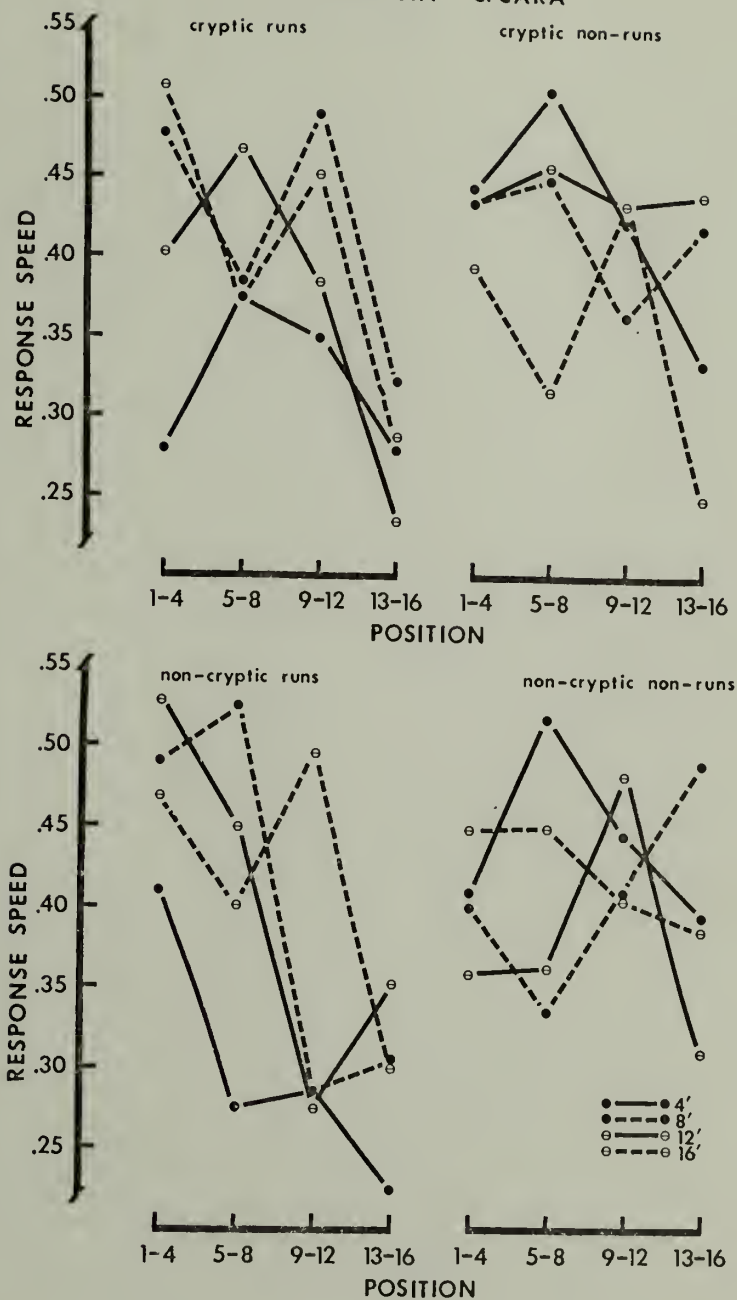 .55
cryptic runs
cryptic non-runs
.50
.45
.40
.35
.30
.25
RESPONSE SPEED
1-4 5-8 9-12 13-16
1-4 5-8 9-12 13-16
POSITION
.55
non-cryptic runs
non-cryptic non-runs
.50
.45
.40
.35
.30
.25
RESPONSE SPEED
4'
8'
12'
16'
1-4 5-8 9-12 13-16
1-4 5-8 9-12 13-16
POSITION